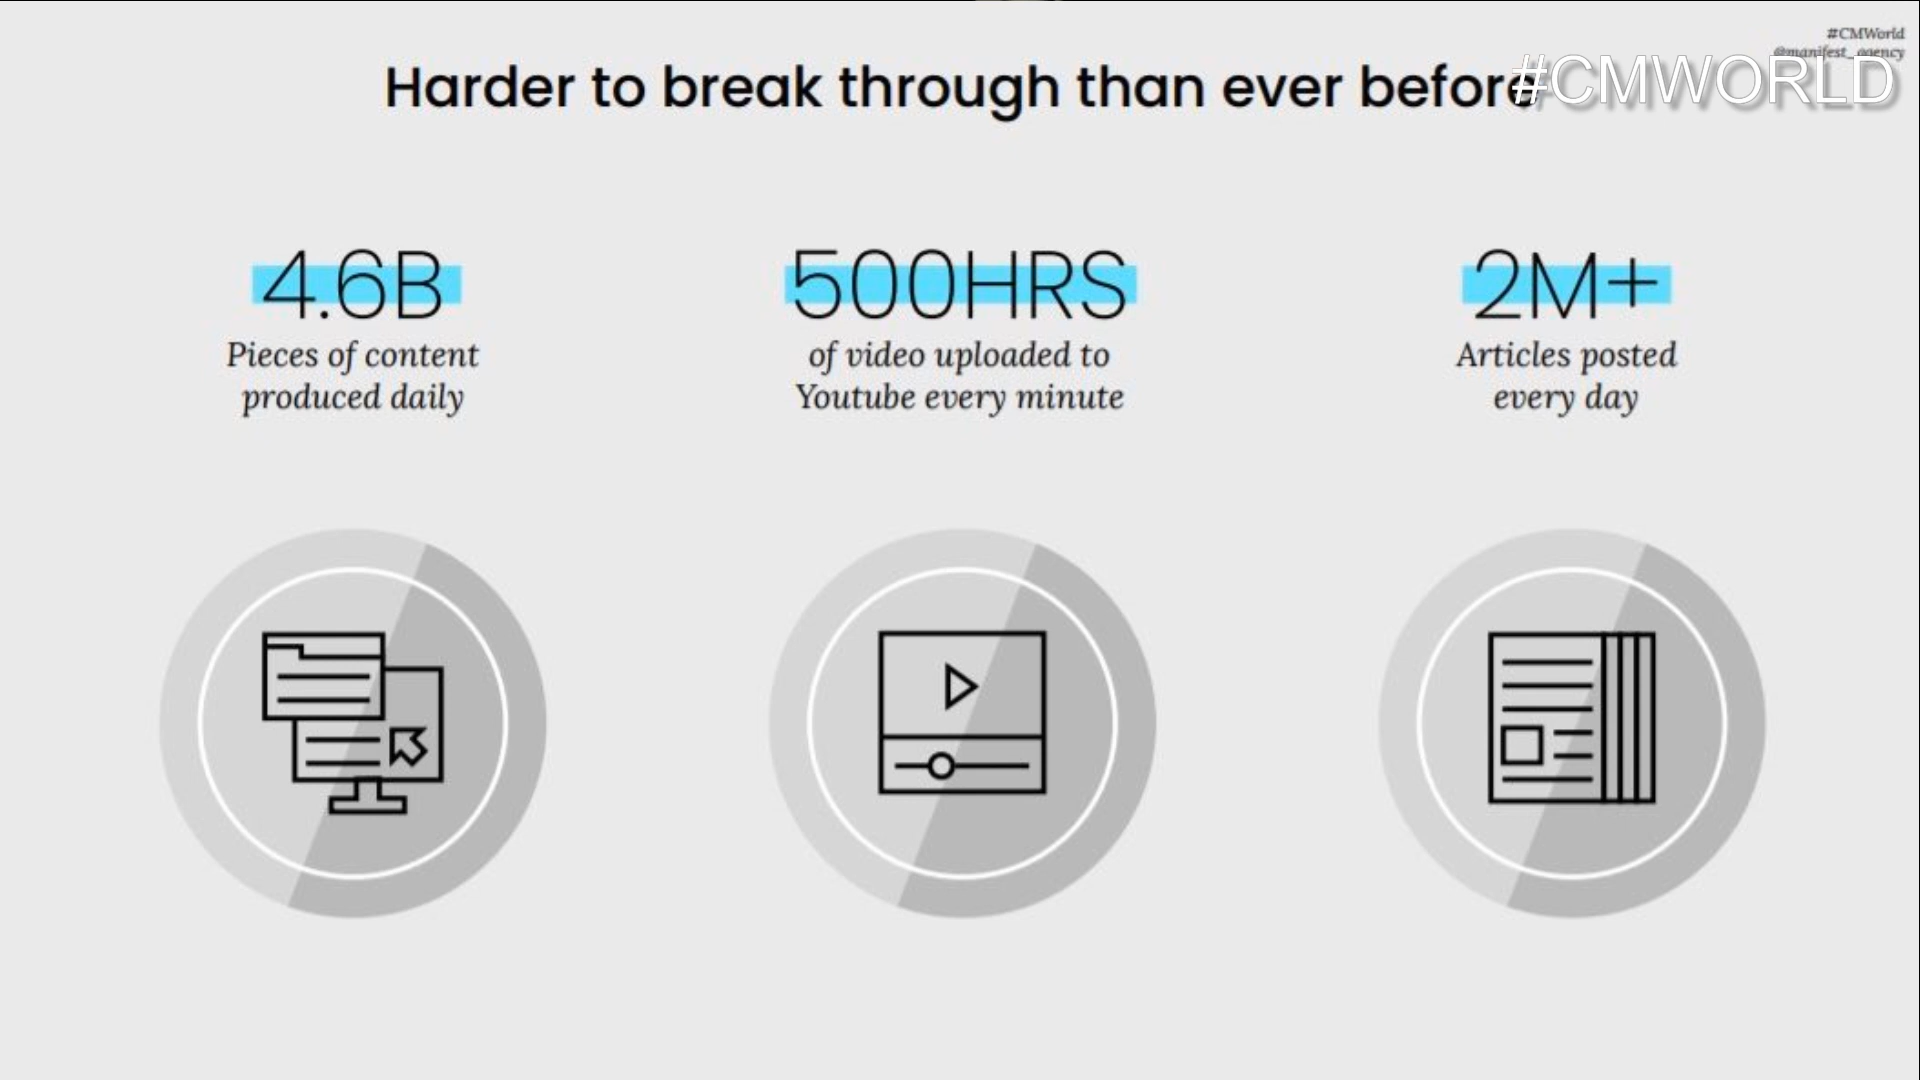 #CMWorld
@manifest_agency
#CMWORLD
Harder to break through than ever before
4.6B
Pieces of content
produced daily
500HRS
of video uploaded to
Youtube every minute
2M+
Articles posted
every day